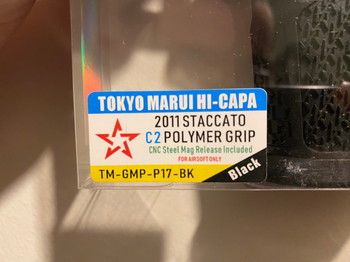 TOKYO MARUI HI-CAPA
2011 STACCATO
C2 POLYMER GRIP
CNC Steel Mag Release Included
FOR AIRSOFT ONLY
TM-GMP-P17-BK
Black